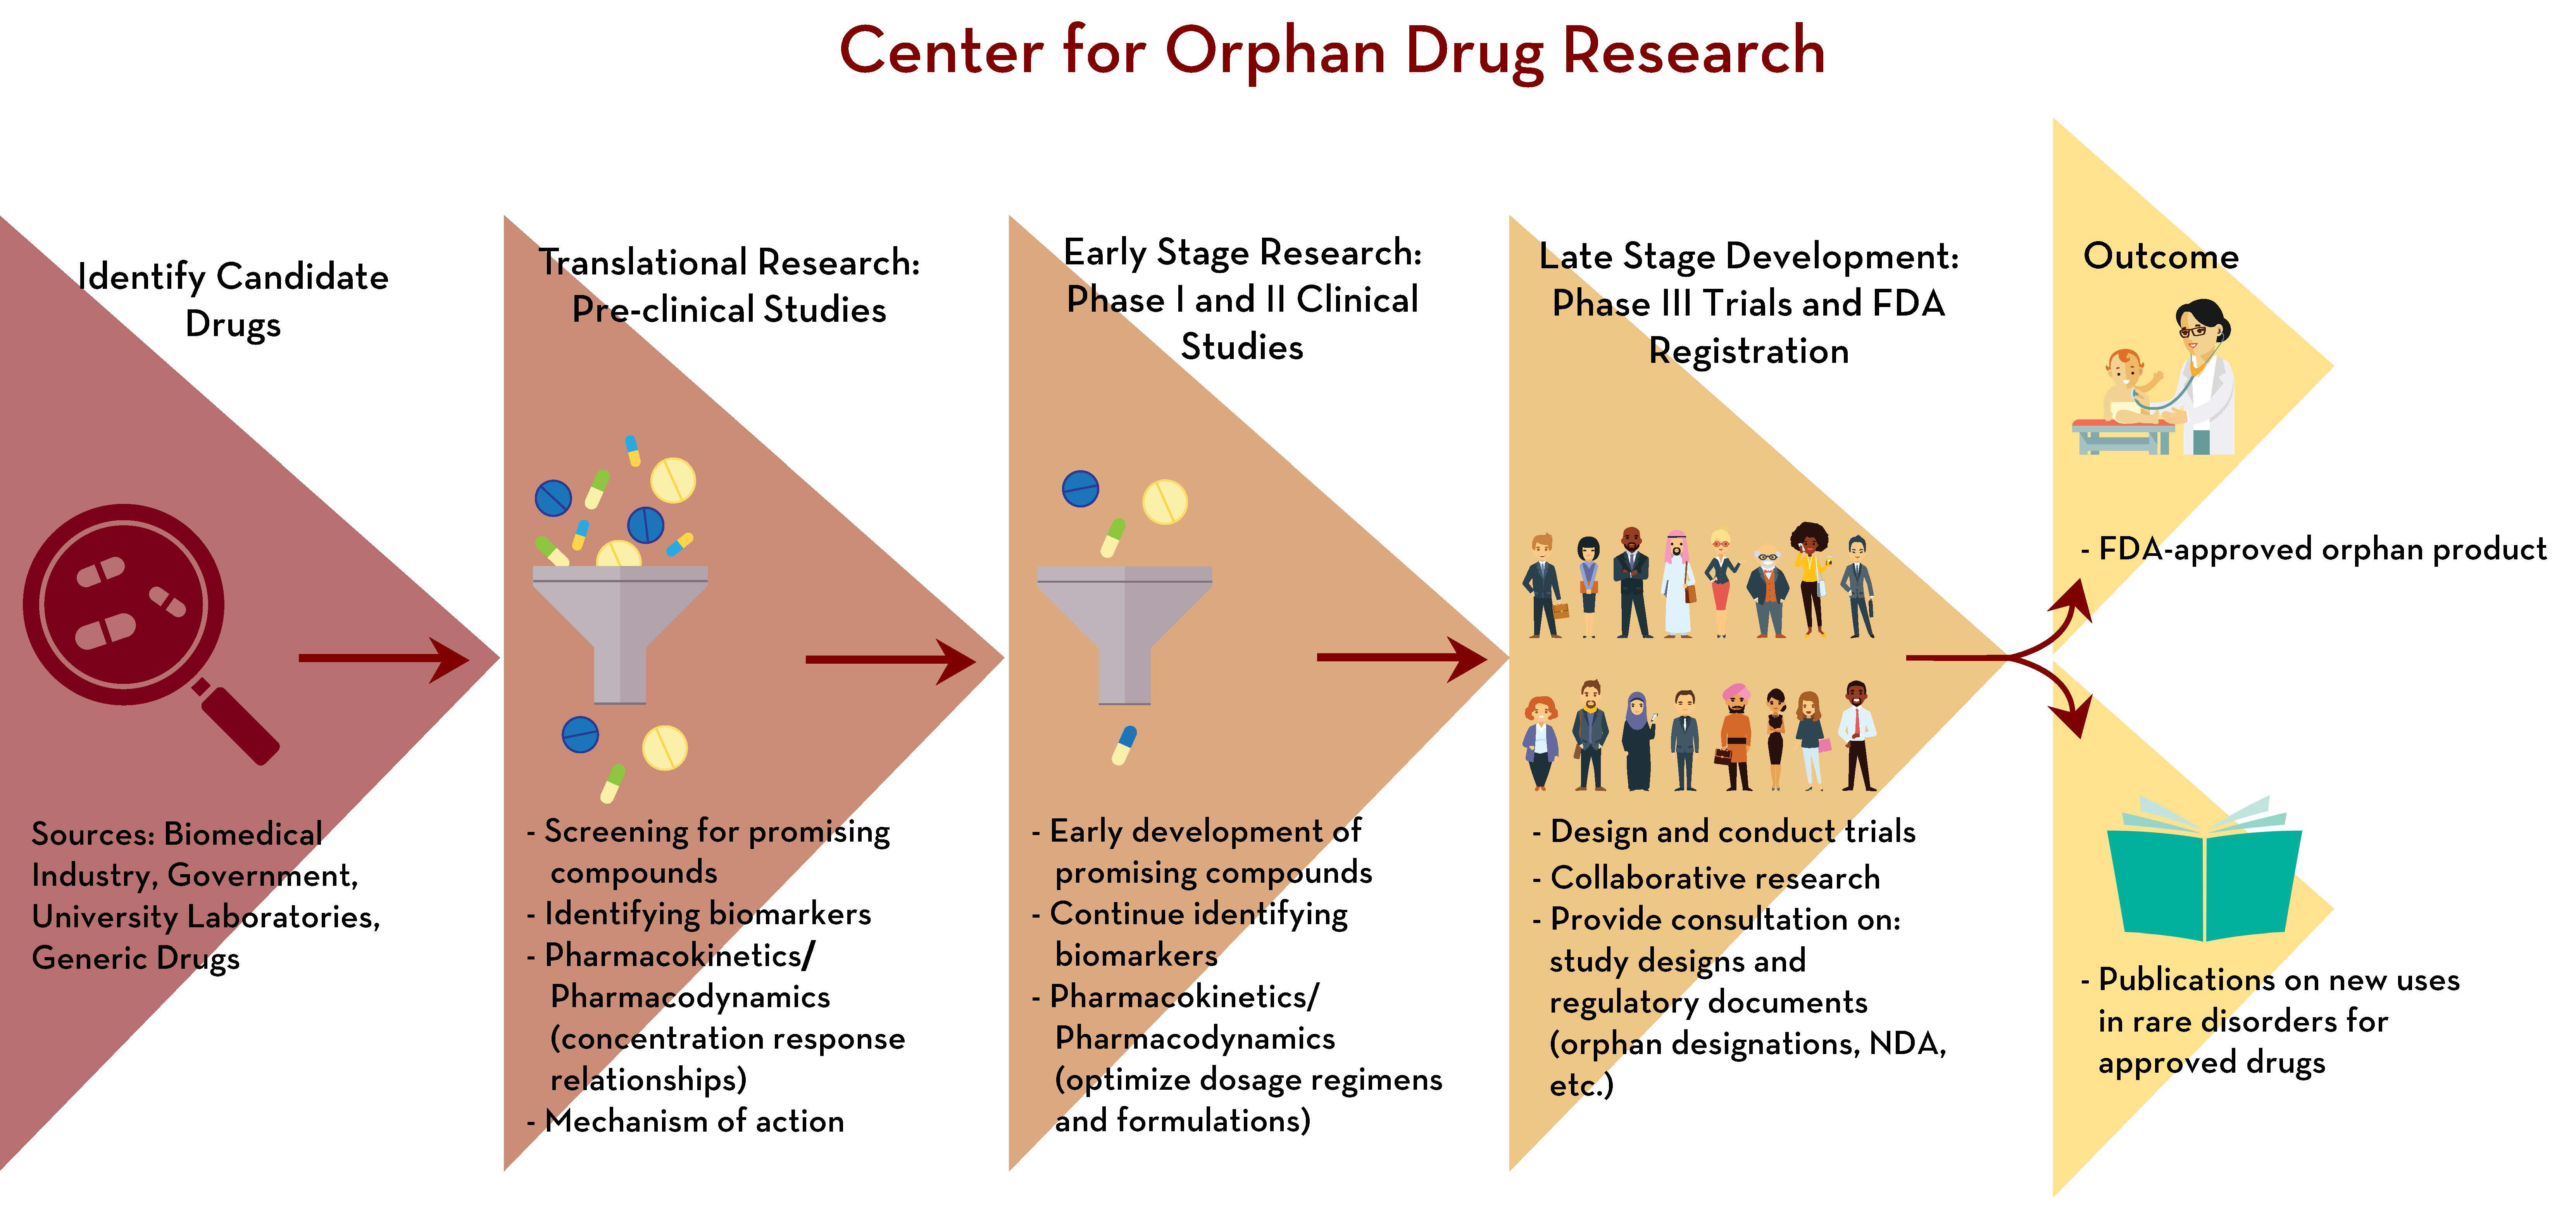 Center for Orphan Drug Research
Identify Candidate
Drugs
Sources: Biomedical
Industry, Government,
University Laboratories,
Generic Drugs
Translational Research:
Pre-clinical Studies
- Screening for promising
compounds
- Identifying biomarkers
- Pharmacokinetics/
Pharmacodynamics
(concentration response
relationships)
- Mechanism of action
Early Stage Research:
Phase I and II Clinical
Studies
- Early development of
promising compounds
- Continue identifying
biomarkers
- Pharmacokinetics/
Pharmacodynamics
(optimize dosage regimens
and formulations)
Late Stage Development:
Phase III Trials and FDA
Registration
- Design and conduct trials
- Collaborative research
- Provide consultation on:
study designs and
regulatory documents
(orphan designations, NDA,
etc.)
Outcome
- FDA-approved orphan product
- Publications on new uses
in rare disorders for
approved drugs